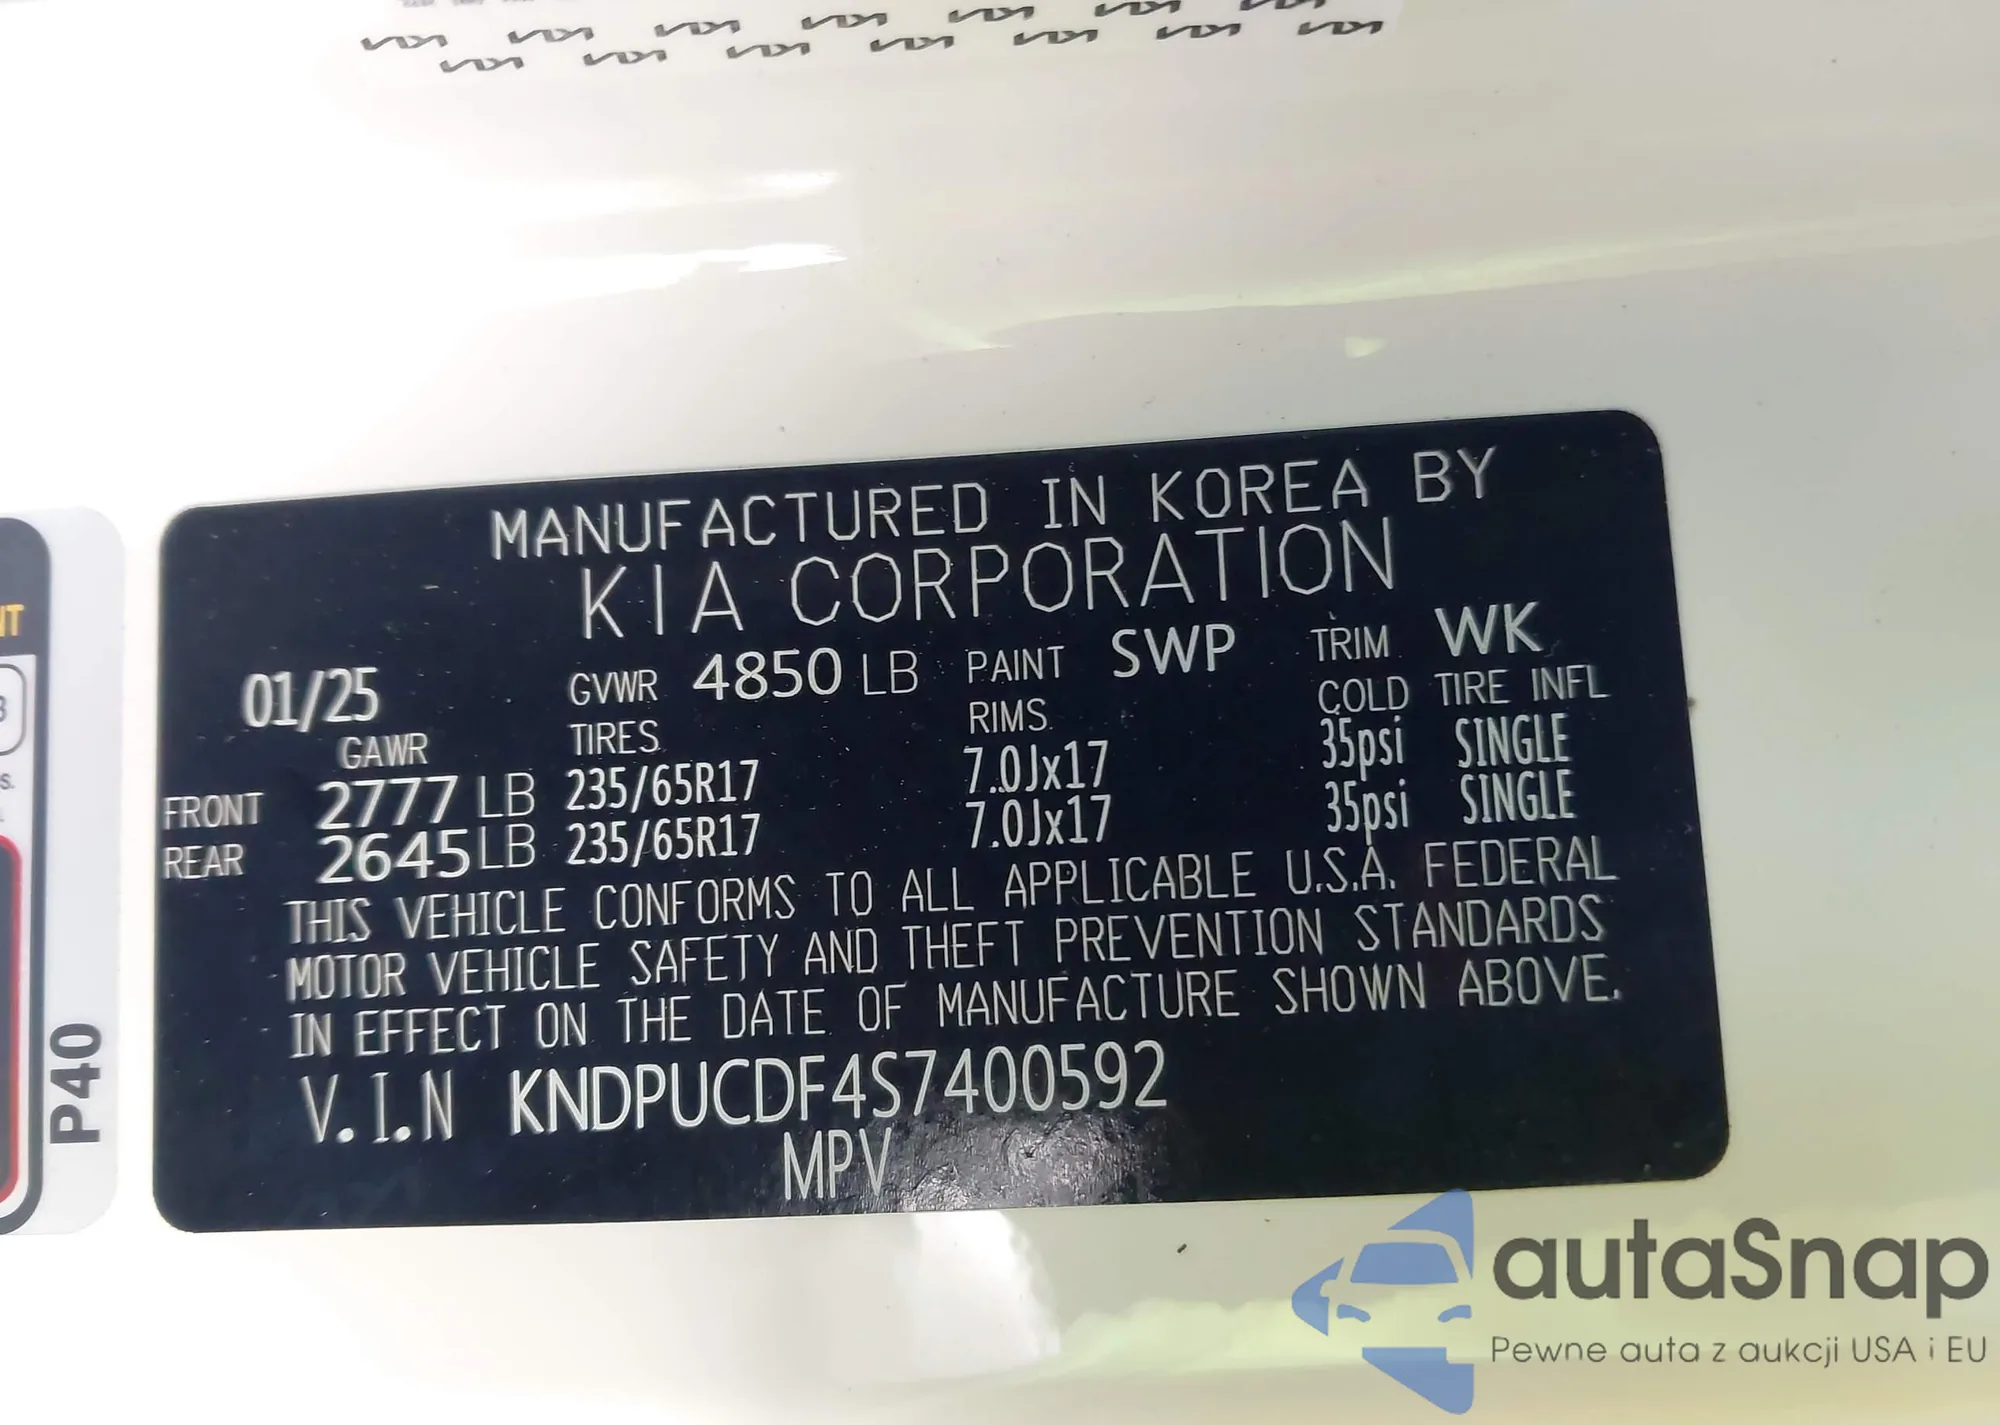 MANUFACTURED IN KOREA BY
KIA CORPORATION
01/25 GVWR 4850 LB PAINT SWP TRIM WK
GAWR TIRES RIMS COLD TIRE INFL
FRONT 2777 LB 235/65R17 7.0Jx17 35psi SINGLE
REAR 2645 LB 235/65R17 7.0Jx17 35psi SINGLE
THIS VEHICLE CONFORMS TO ALL APPLICABLE U.S.A. FEDERAL
MOTOR VEHICLE SAFETY AND THEFT PREVENTION STANDARDS
IN EFFECT ON THE DATE OF MANUFACTURE SHOWN ABOVE.
V.I.N KNDPUCDF4S7400592
MPV
P40
autaSnap
Pewne auta z aukcji USA i EU